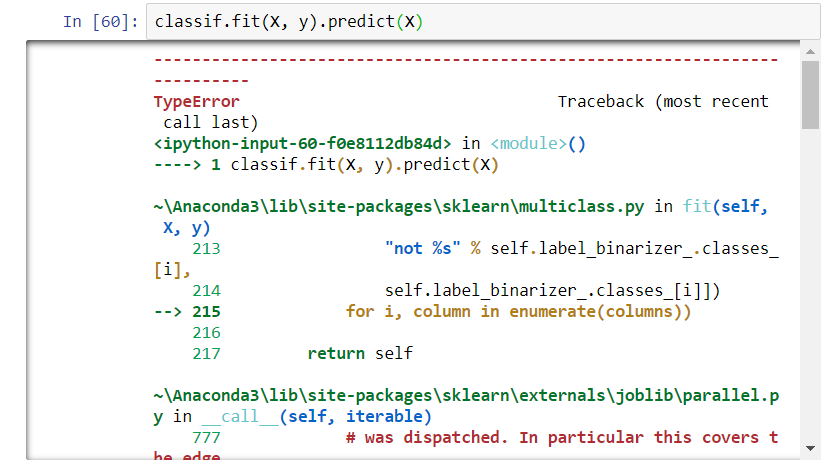 In [60]: classif.fit(X, y).predict(X)
-----------------------------------------------------------------
----------
TypeError                                 Traceback (most recent
 call last)
<ipython-input-60-f0e8112db84d> in <module>()
----> 1 classif.fit(X, y).predict(X)
~\Anaconda3\lib\site-packages\sklearn\multiclass.py in fit(self,
 X, y)
    213                 "not %s" % self.label_binarizer_.classes_
[i],
    214                 self.label_binarizer_.classes_[i]])
--> 215             for i, column in enumerate(columns))
    216
    217         return self
~\Anaconda3\lib\site-packages\sklearn\externals\joblib\parallel.p
y in __call__(self, iterable)
    777             # was dispatched. In particular this covers t
he edge